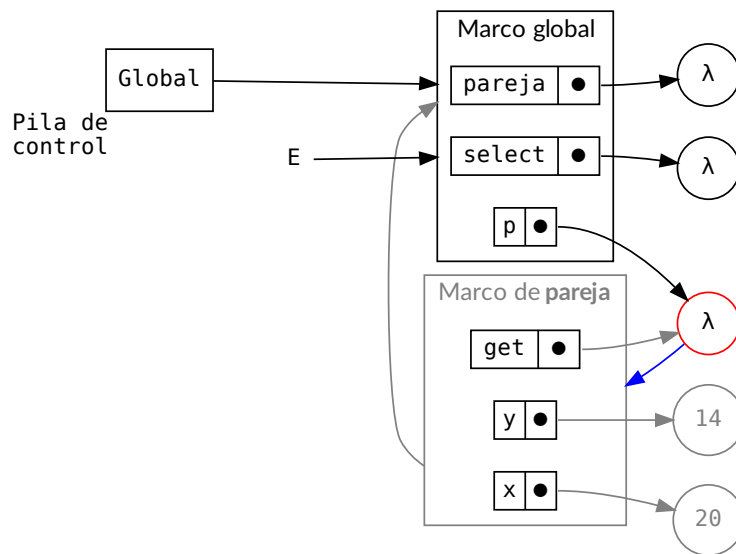 Marco global
Global
pareja
λ
Pila de
control
E
select
λ
p
Marco de pareja
get
λ
y
14
x
20